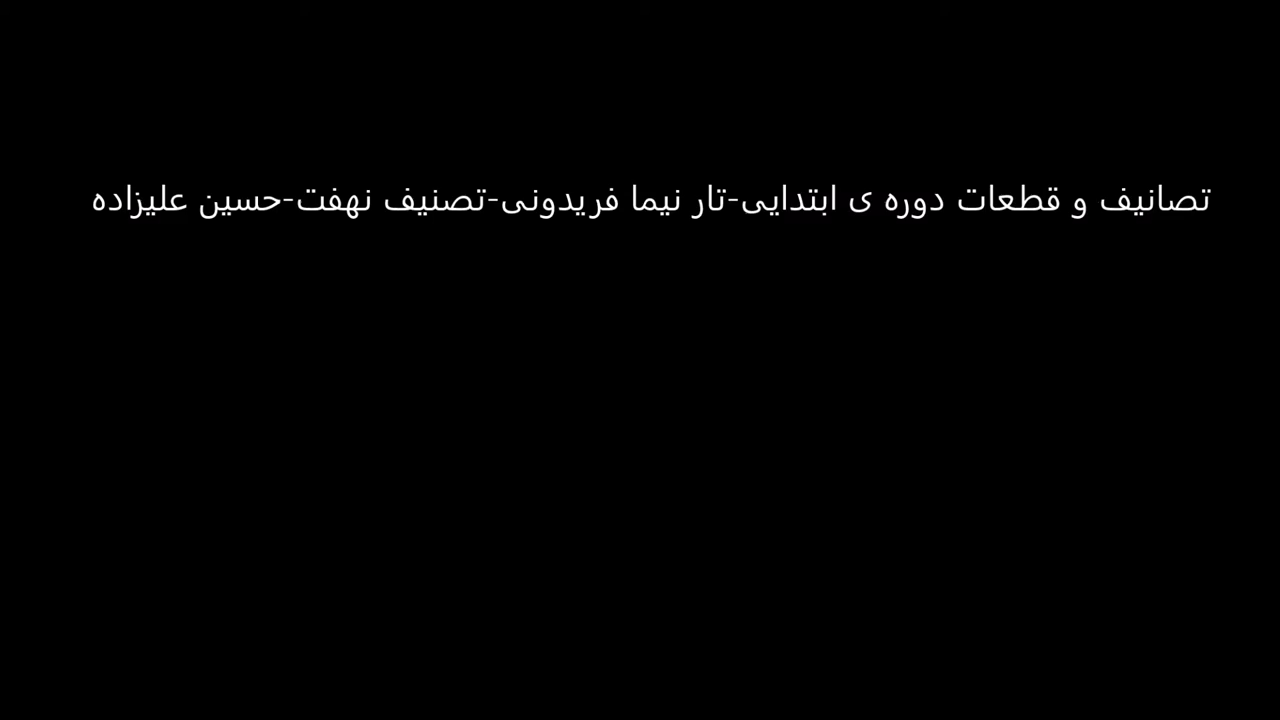 تصانیف و قطعات دوره ی ابتدایی-تار نیما فریدونی-تصنیف نهفت-حسین علیزاده